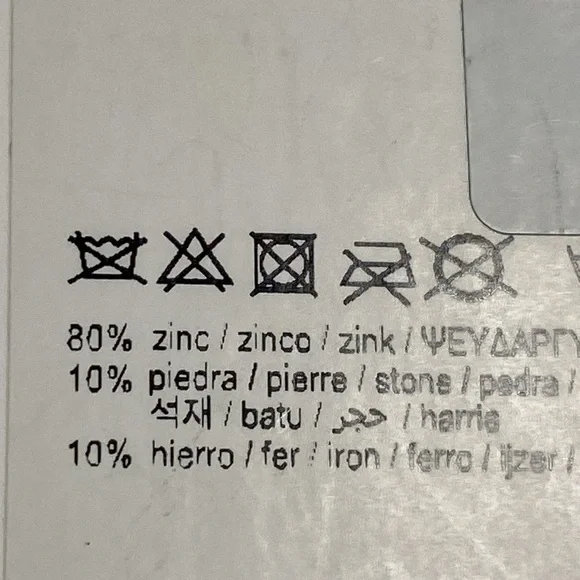 80% zinc / zinco / zink / ΨΕΥΔΑΡΓΥ
10% piedra / pierre / stone / pedra /
석재 / batu / حجر / harria
10% hierro / fer / iron / ferro / ijzer /